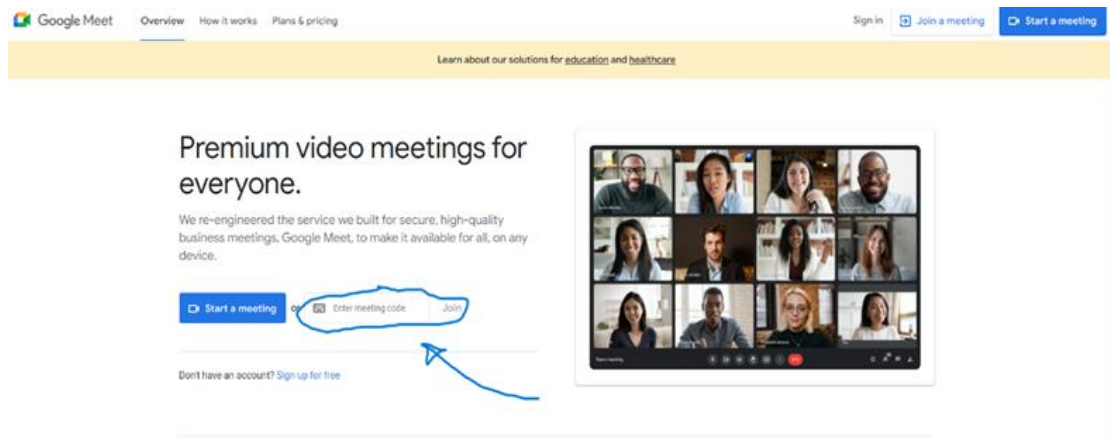 Google Meet Overview How it works Plans & pricing Sign in Join a meeting Start a meeting
Learn about our solutions for education and healthcare
Premium video meetings for
everyone.
We re-engineered the service we built for secure, high-quality
business meetings, Google Meet, to make it available for all, on any
device.
Start a meeting or Enter meeting code Join
Don't have an account? Sign up for free
Team meeting